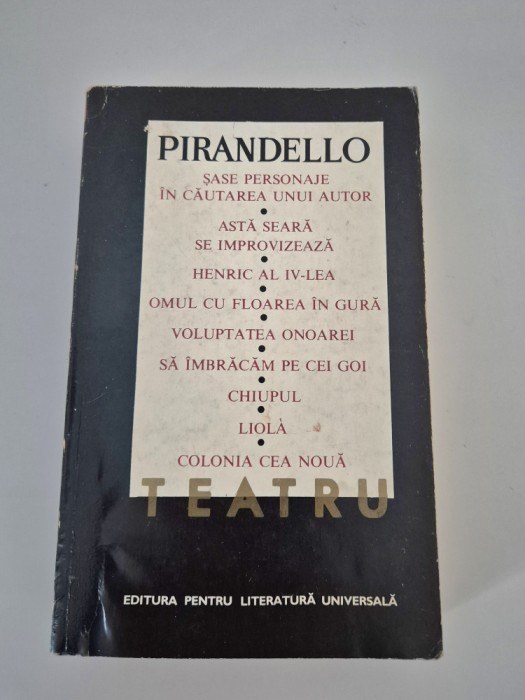 PIRANDELLO
ȘASE PERSONAJE
ÎN CĂUTAREA UNUI AUTOR
●
ASTĂ SEARĂ
SE IMPROVIZEAZĂ
●
HENRIC AL IV-LEA
●
OMUL CU FLOAREA ÎN GURĂ
●
VOLUPTATEA ONOAREI
●
SĂ ÎMBRĂCĂM PE CEI GOI
●
CHIUPUL
●
LIOLÀ
●
COLONIA CEA NOUĂ
TEATRU
EDITURA PENTRU LITERATURĂ UNIVERSALĂ